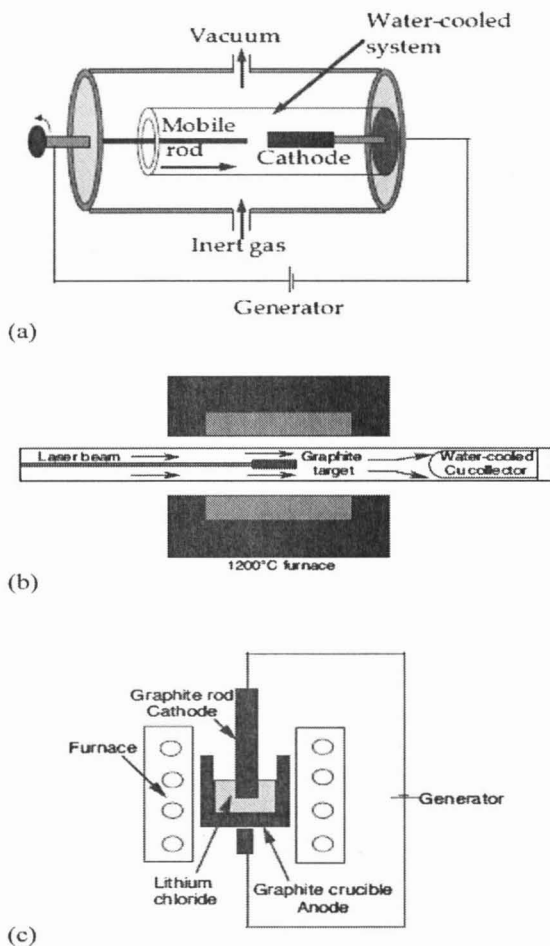 Water-cooled
system
Vacuum
Mobile
rod
Cathode
Inert gas
Generator
(a)
Laser beam
Graphite
target
Water-cooled
Cu collector
1200°C furnace
(b)
Graphite rod
Cathode
Furnace
Generator
Lithium
chloride
Graphite crucible
Anode
(c)